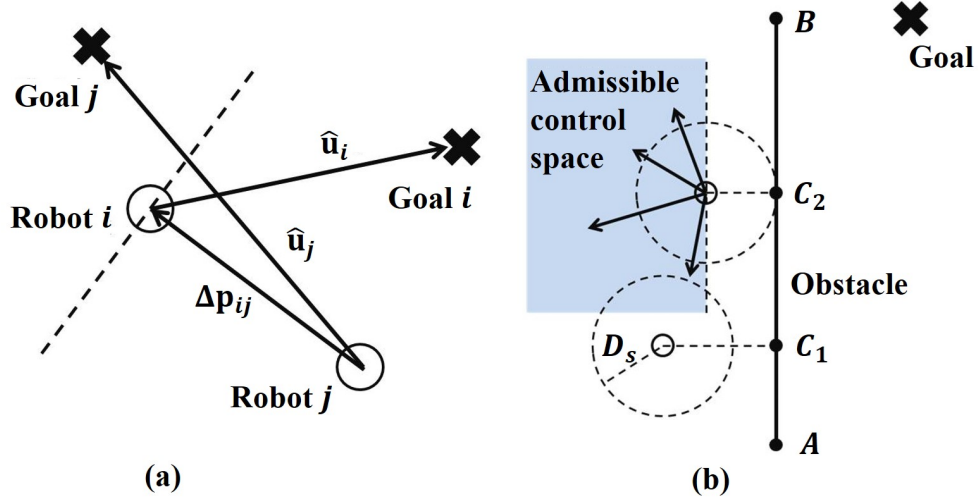 Goal j
û_i
Goal i
Robot i
û_j
Δp_ij
Robot j
(a)
B
Goal
Admissible
control
space
C_2
Obstacle
D_s
C_1
A
(b)